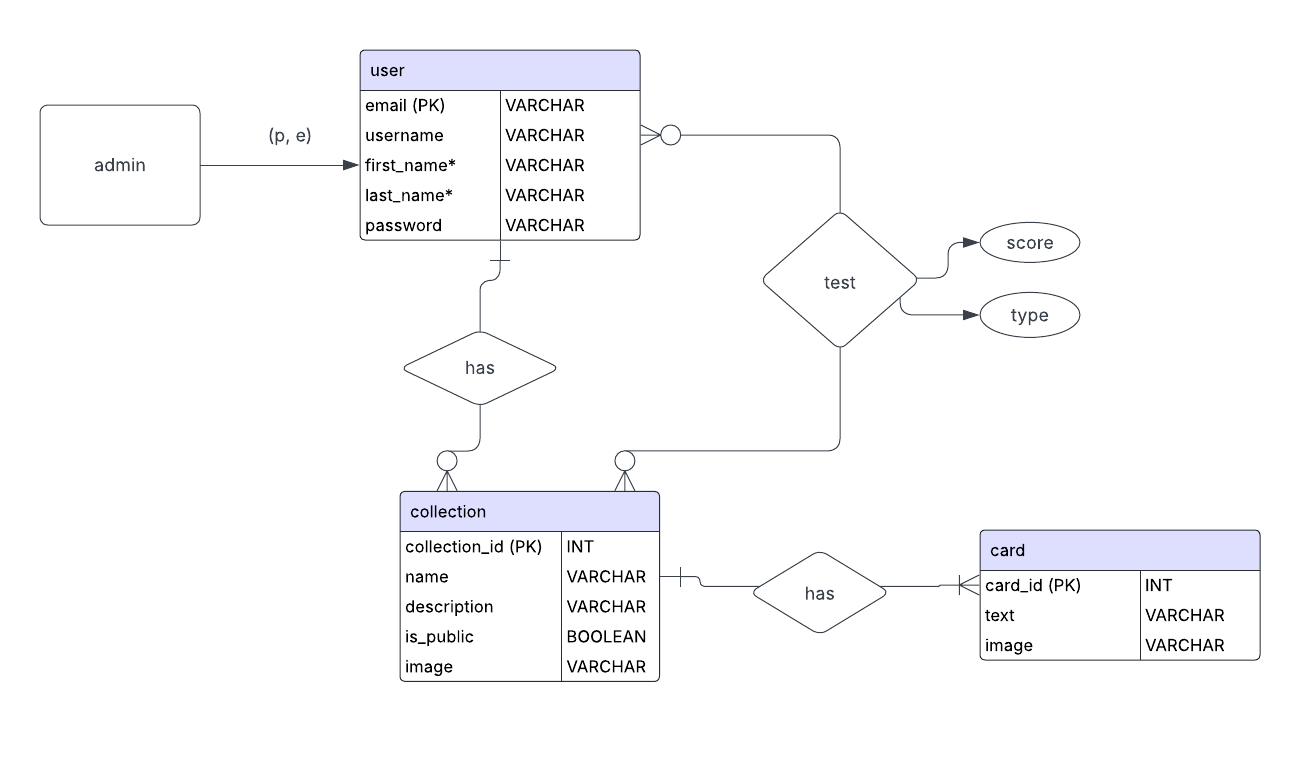 user
email (PK) VARCHAR
username VARCHAR
first_name* VARCHAR
last_name* VARCHAR
password VARCHAR
admin
(p, e)
test
score
type
has
collection
collection_id (PK) INT
name VARCHAR
description VARCHAR
is_public BOOLEAN
image VARCHAR
has
card
card_id (PK) INT
text VARCHAR
image VARCHAR